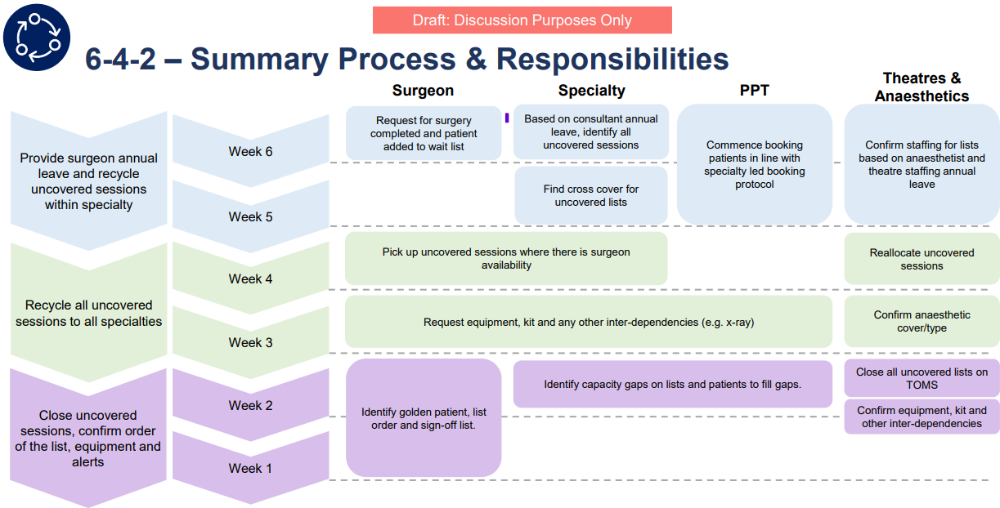 Draft: Discussion Purposes Only
6-4-2 – Summary Process & Responsibilities
Surgeon
Specialty
PPT
Theatres &
Anaesthetics
Provide surgeon annual
leave and recycle
uncovered sessions
within specialty
Week 6
Request for surgery
completed and patient
added to wait list
Based on consultant annual
leave, identify all
uncovered sessions
Commence booking
patients in line with
specialty led booking
protocol
Confirm staffing for lists
based on anaesthetist and
theatre staffing annual
leave
Week 5
Find cross cover for
uncovered lists
Recycle all uncovered
sessions to all specialties
Week 4
Pick up uncovered sessions where there is surgeon
availability
Reallocate uncovered
sessions
Week 3
Request equipment, kit and any other inter-dependencies (e.g. x-ray)
Confirm anaesthetic
cover/type
Close uncovered
sessions, confirm order
of the list, equipment and
alerts
Week 2
Identify golden patient, list
order and sign-off list.
Identify capacity gaps on lists and patients to fill gaps.
Close all uncovered lists on
TOMS
Confirm equipment, kit and
other inter-dependencies
Week 1